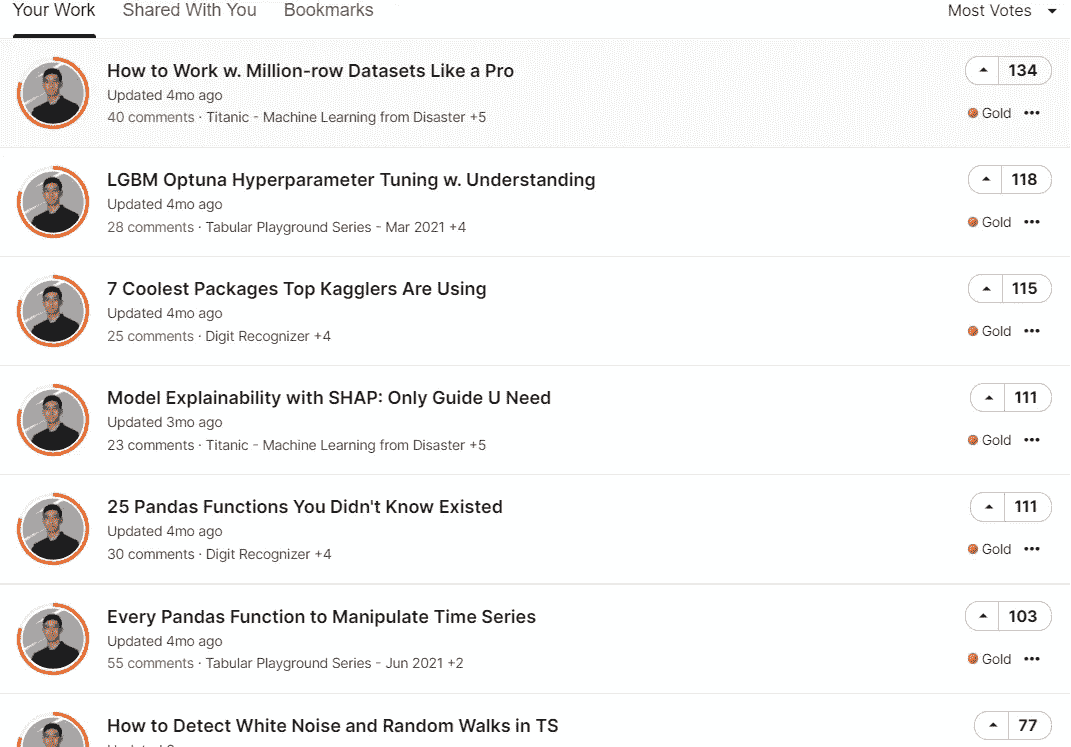 Your Work Shared With You Bookmarks Most Votes
How to Work w. Million-row Datasets Like a Pro 134
Updated 4mo ago
40 comments · Titanic - Machine Learning from Disaster +5 Gold
LGBM Optuna Hyperparameter Tuning w. Understanding 118
Updated 4mo ago
28 comments · Tabular Playground Series - Mar 2021 +4 Gold
7 Coolest Packages Top Kagglers Are Using 115
Updated 4mo ago
25 comments · Digit Recognizer +4 Gold
Model Explainability with SHAP: Only Guide U Need 111
Updated 3mo ago
23 comments · Titanic - Machine Learning from Disaster +5 Gold
25 Pandas Functions You Didn't Know Existed 111
Updated 4mo ago
30 comments · Digit Recognizer +4 Gold
Every Pandas Function to Manipulate Time Series 103
Updated 4mo ago
55 comments · Tabular Playground Series - Jun 2021 +2 Gold
How to Detect White Noise and Random Walks in TS 77